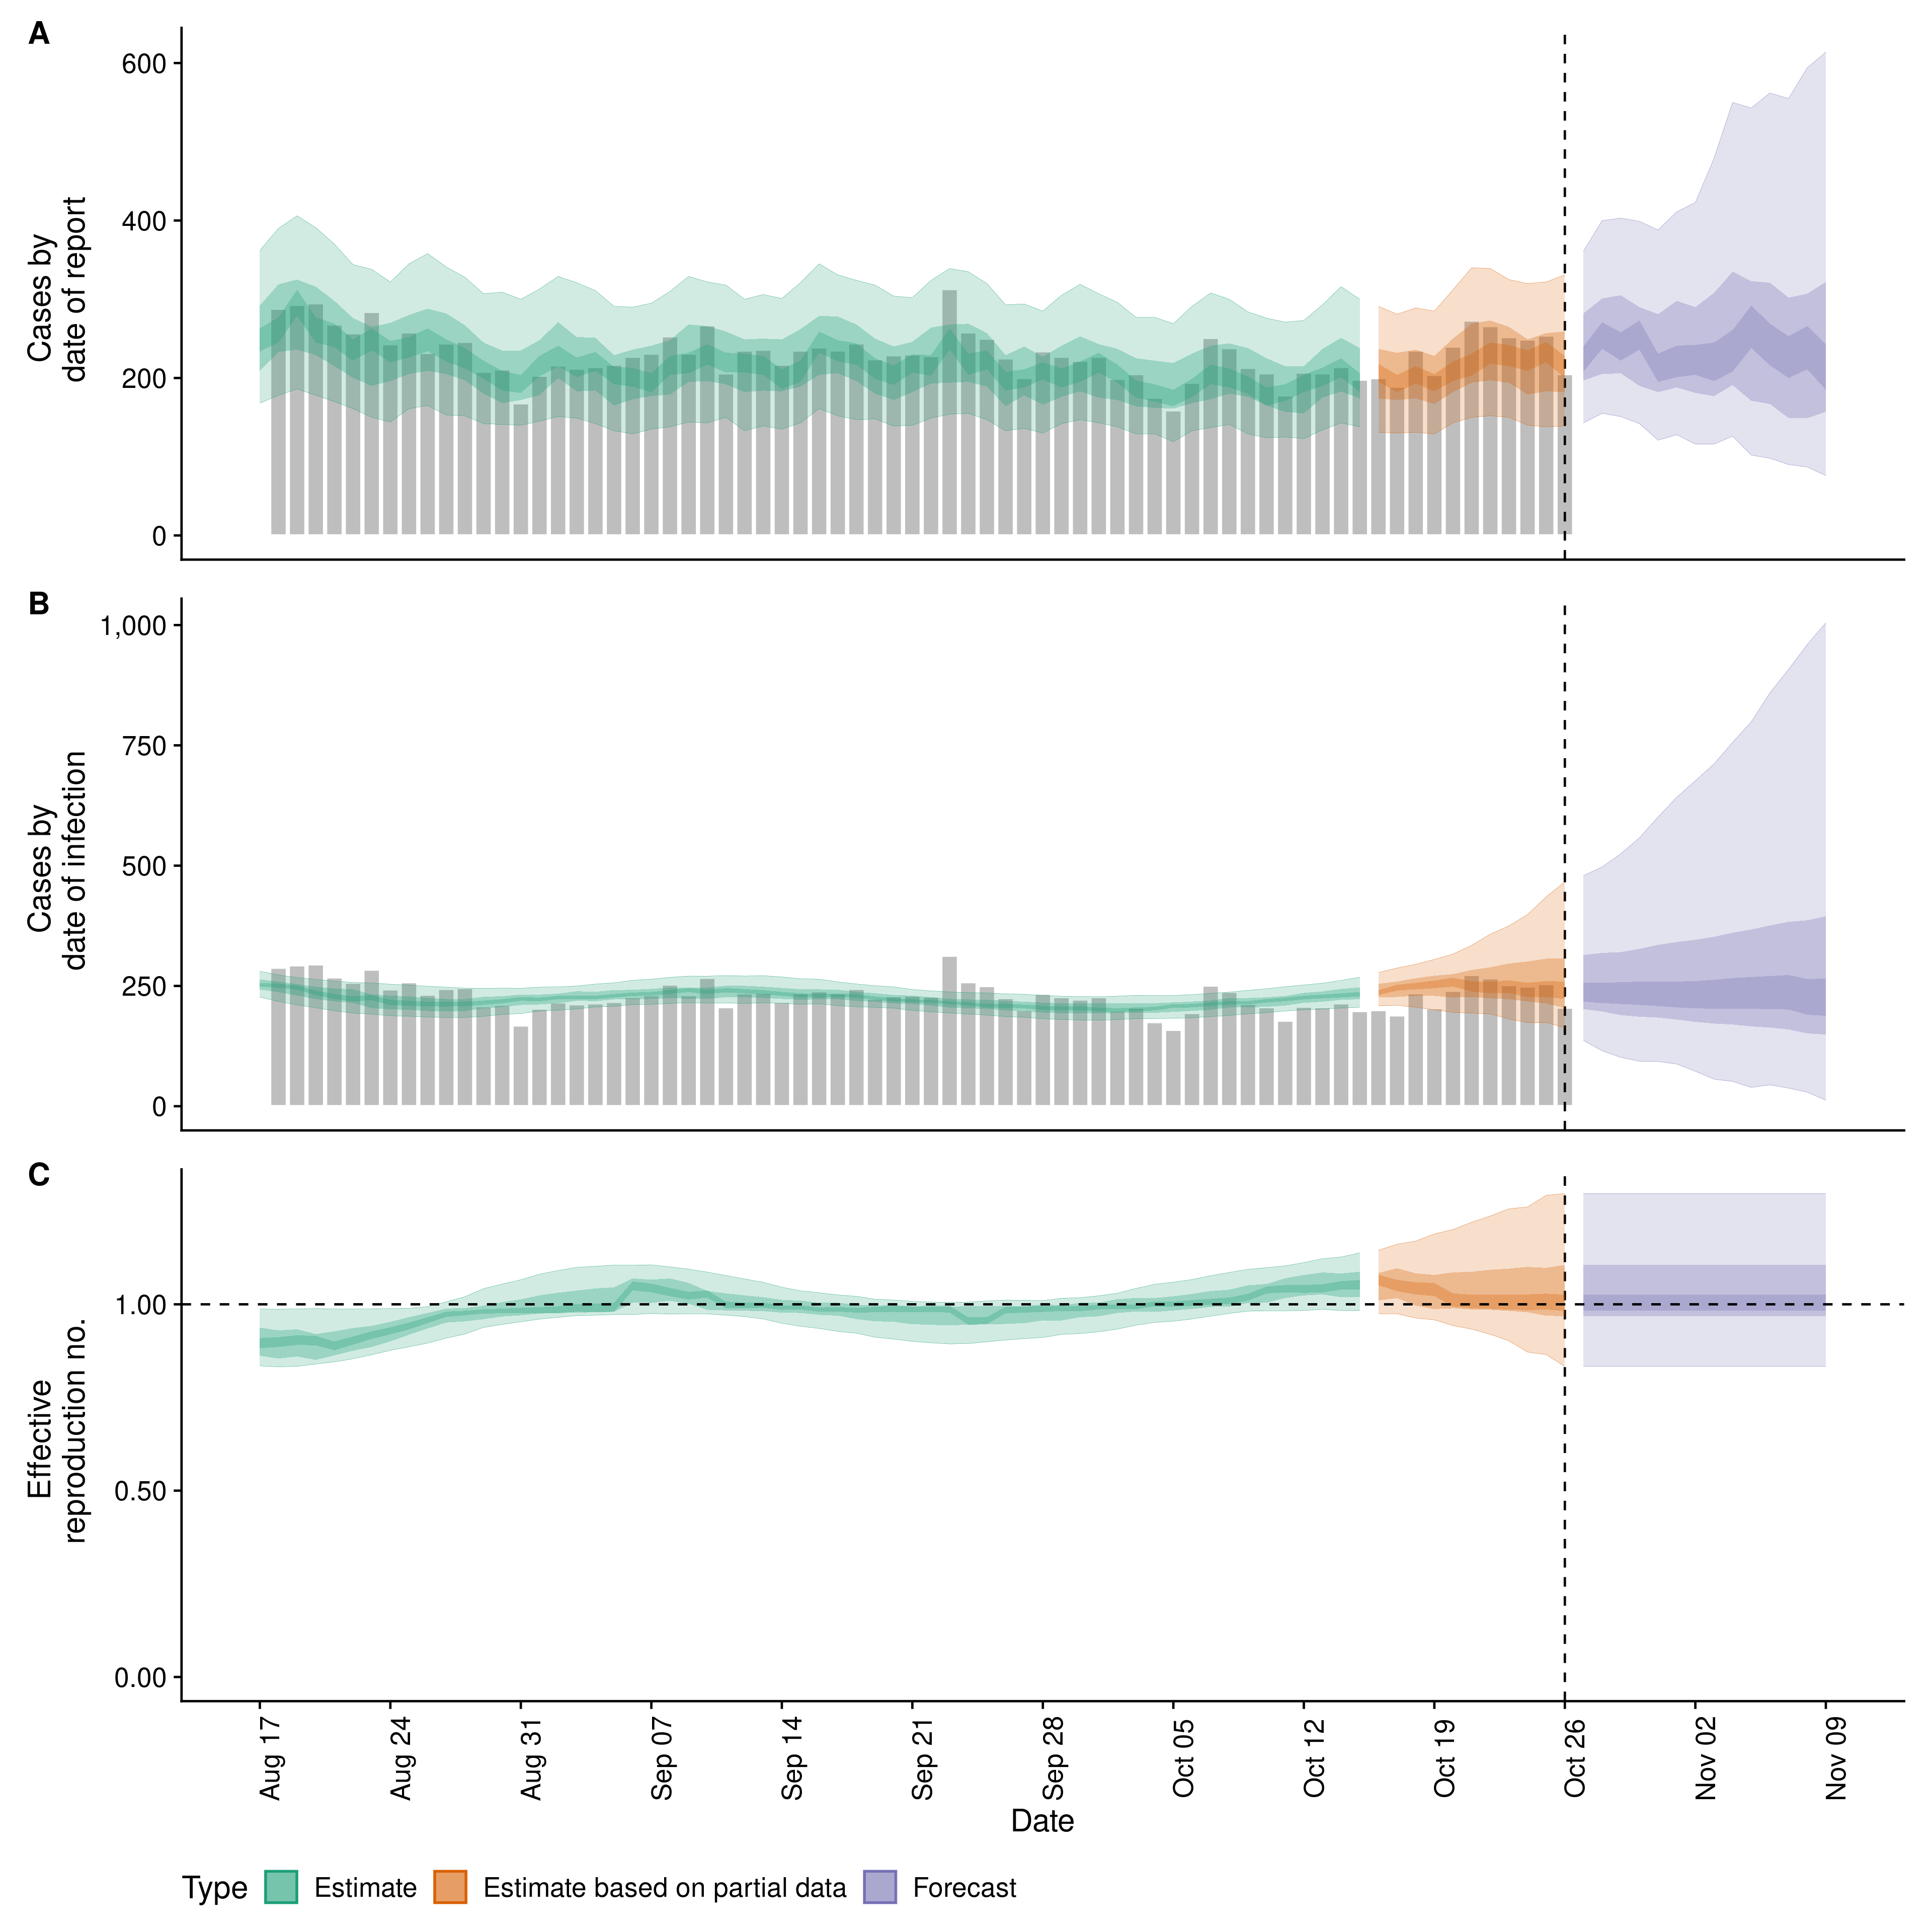 A
600
400
200
0
Cases by
date of report
B
1,000
750
500
250
0
Cases by
date of infection
C
1.00
0.50
0.00
Effective
reproduction no.
Aug 17
Aug 24
Aug 31
Sep 07
Sep 14
Sep 21
Sep 28
Oct 05
Oct 12
Oct 19
Oct 26
Nov 02
Nov 09
Date
Type Estimate Estimate based on partial data Forecast